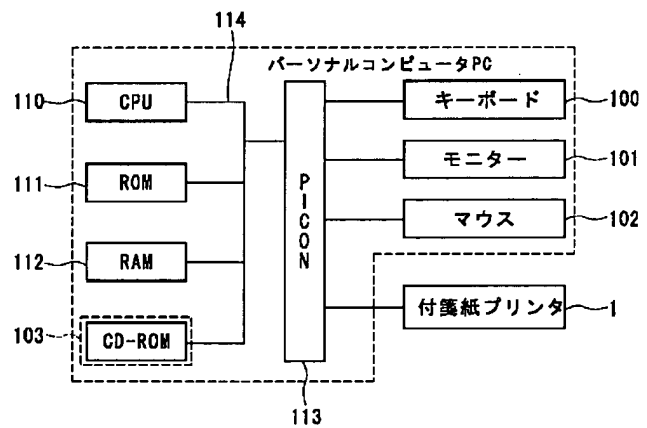 114
パーソナルコンピュータPC
110
CPU
キーボード
100
111
ROM
モニター
101
PICON
マウス
102
112
RAM
付箋紙プリンタ
1
103
CD-ROM
113